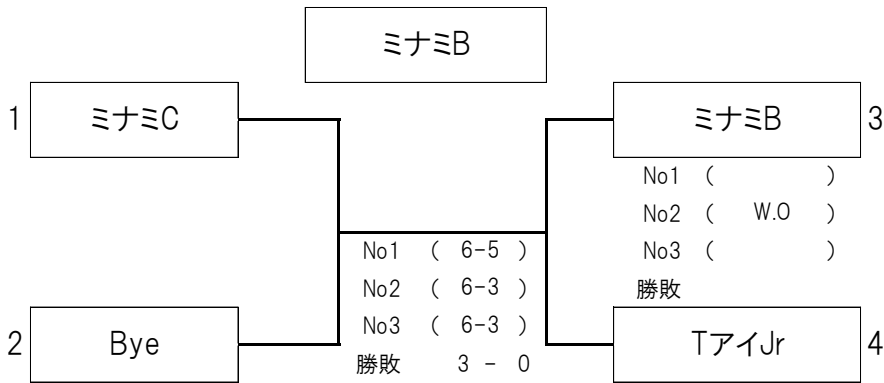 ミナミB
1 ミナミC
ミナミB 3
No1 ( )
No2 ( W.O )
No3 ( )
勝敗
No1 ( 6-5 )
No2 ( 6-3 )
No3 ( 6-3 )
勝敗 3 - 0
2 Bye
TアイJr 4